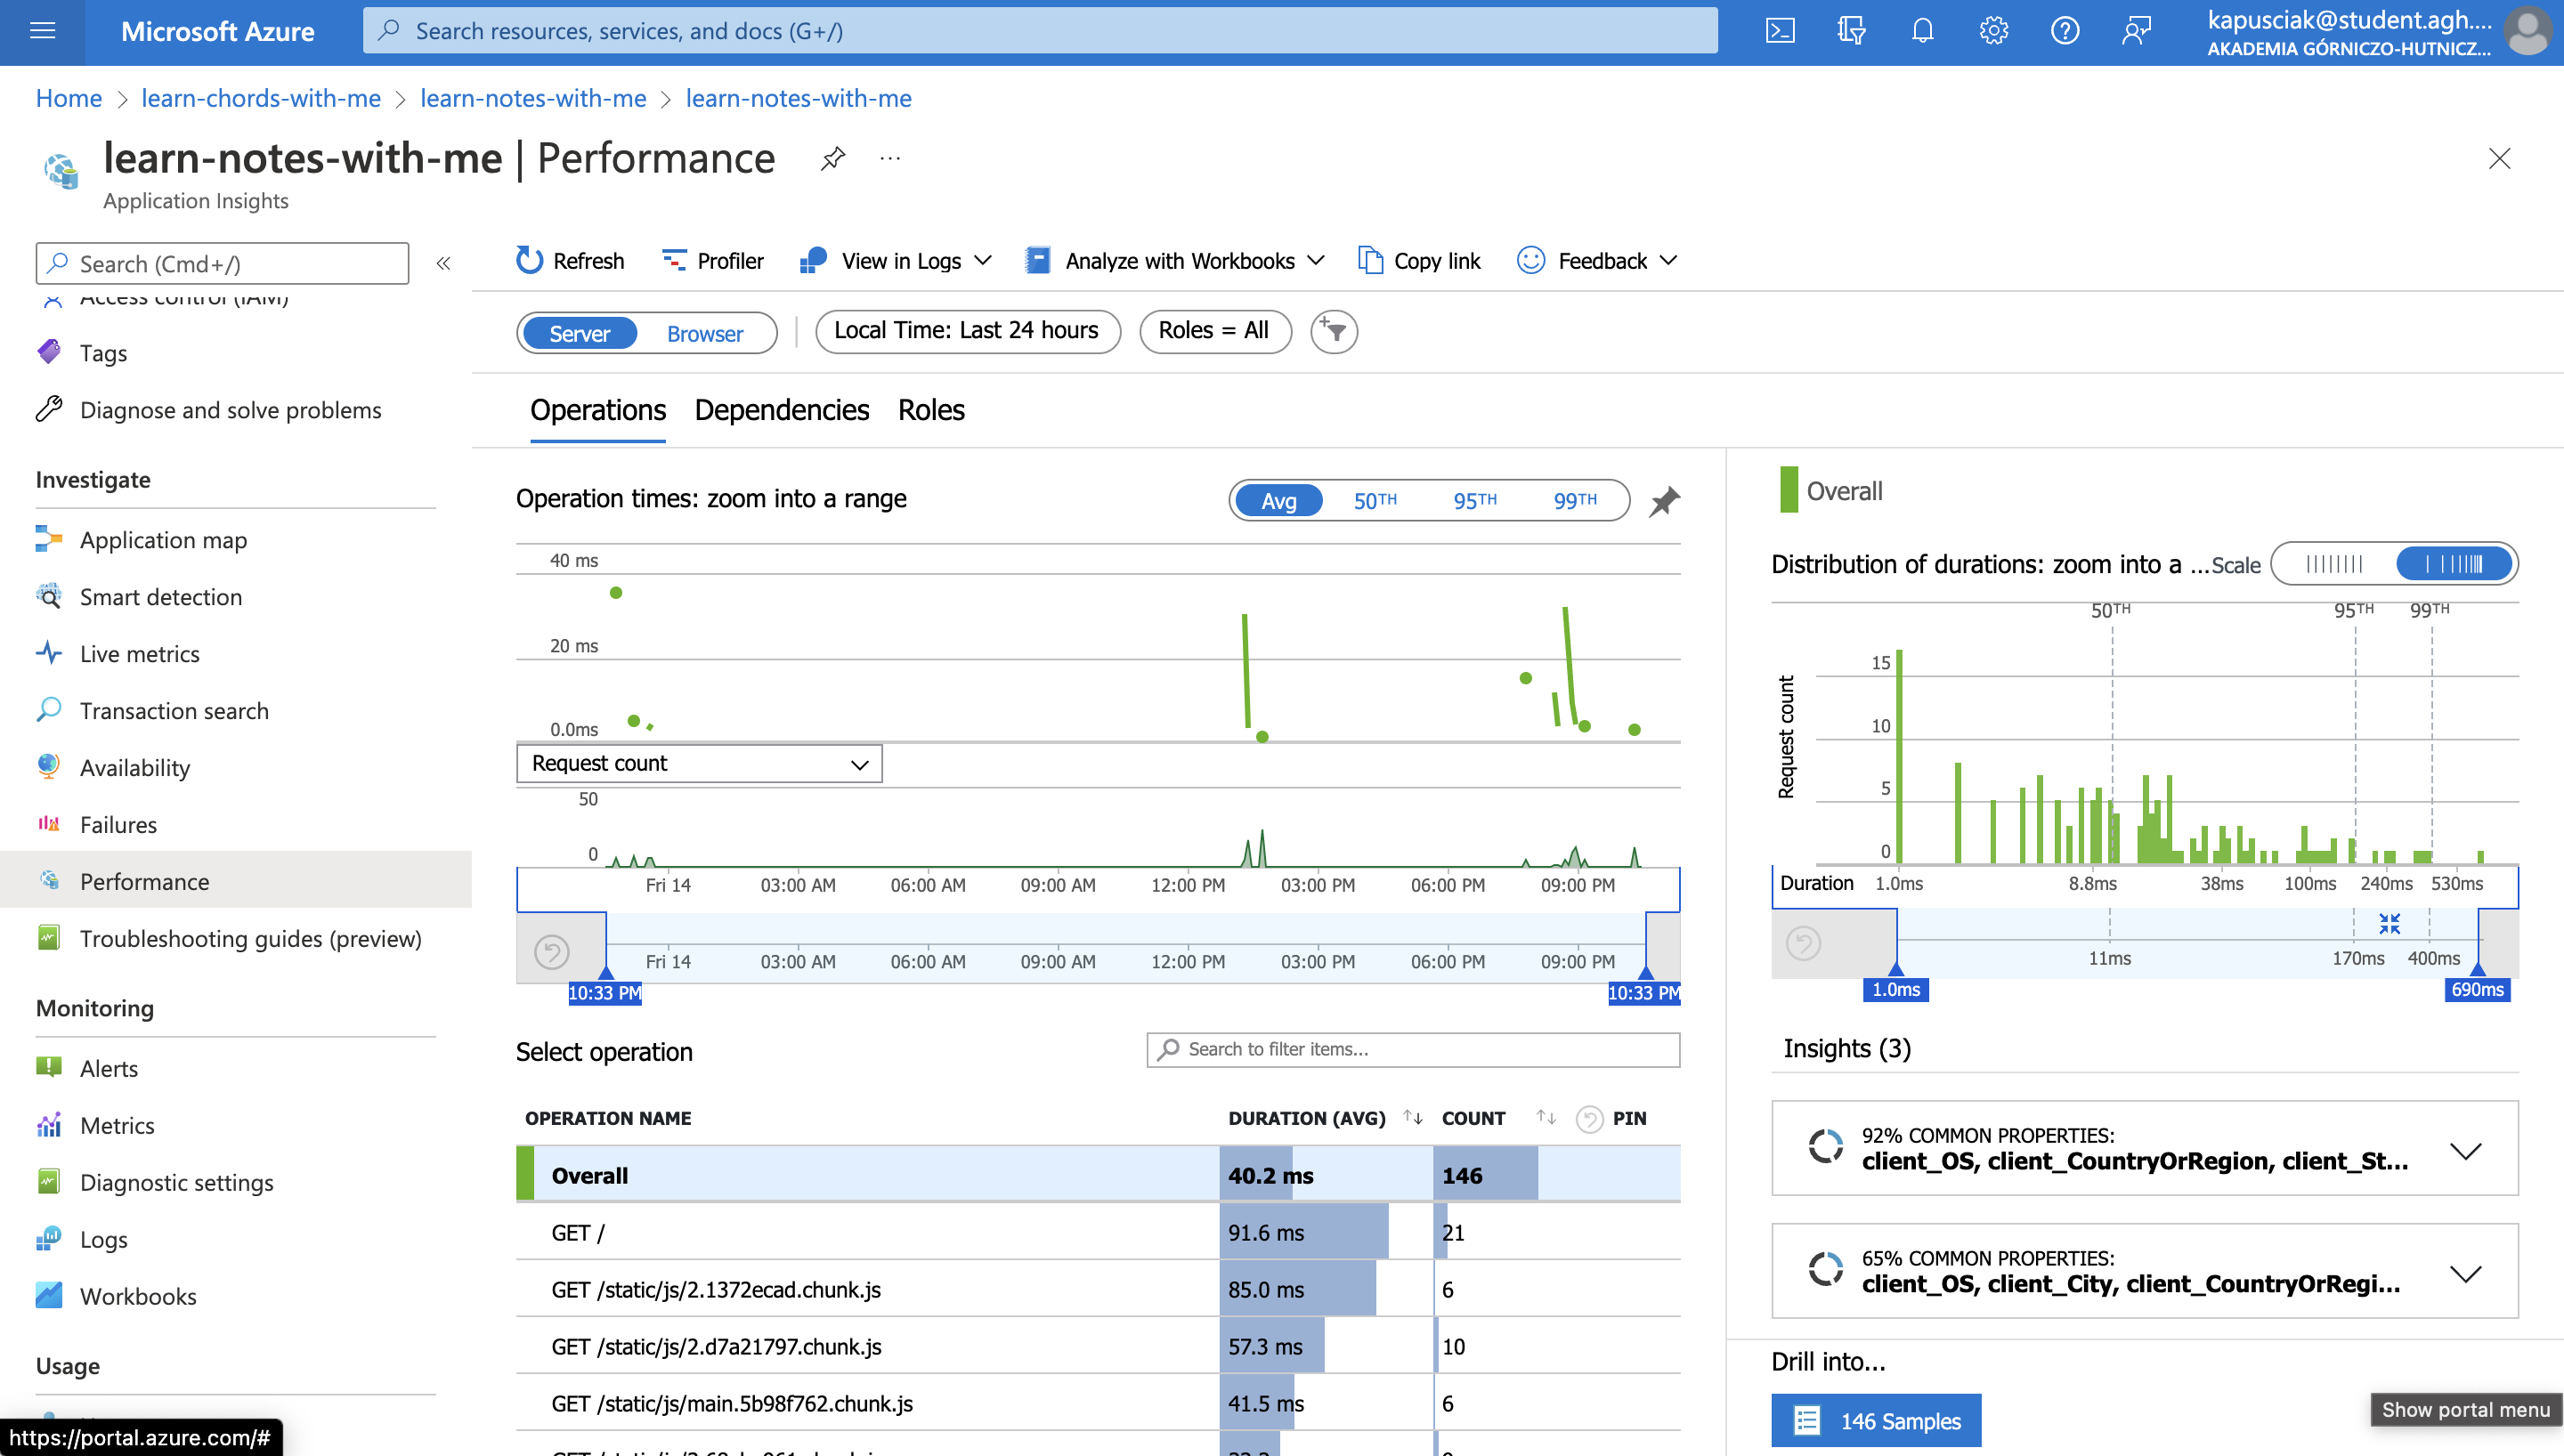 Microsoft Azure
Search resources, services, and docs (G+/)
kapusciak@student.agh....
AKADEMIA GÓRNICZO-HUTNICZ...
Home > learn-chords-with-me > learn-notes-with-me > learn-notes-with-me
learn-notes-with-me | Performance
Application Insights
Search (Cmd+/)
Access control (IAM)
Tags
Diagnose and solve problems
Investigate
Application map
Smart detection
Live metrics
Transaction search
Availability
Failures
Performance
Troubleshooting guides (preview)
Monitoring
Alerts
Metrics
Diagnostic settings
Logs
Workbooks
Usage
https://portal.azure.com/#
Refresh Profiler View in Logs Analyze with Workbooks Copy link Feedback
Server Browser Local Time: Last 24 hours Roles = All
Operations Dependencies Roles
Operation times: zoom into a range
Avg 50TH 95TH 99TH
40 ms
20 ms
0.0ms
Request count
50
0
Fri 14 03:00 AM 06:00 AM 09:00 AM 12:00 PM 03:00 PM 06:00 PM 09:00 PM
Fri 14 03:00 AM 06:00 AM 09:00 AM 12:00 PM 03:00 PM 06:00 PM 09:00 PM
10:33 PM 10:33 PM
Select operation
Search to filter items...
OPERATION NAME DURATION (AVG) COUNT PIN
Overall 40.2 ms 146
GET / 91.6 ms 21
GET /static/js/2.1372ecad.chunk.js 85.0 ms 6
GET /static/js/2.d7a21797.chunk.js 57.3 ms 10
GET /static/js/main.5b98f762.chunk.js 41.5 ms 6
Overall
Distribution of durations: zoom into a ... Scale
50TH 95TH 99TH
Request count
15
10
5
0
Duration 1.0ms 8.8ms 38ms 100ms 240ms 530ms
11ms 170ms 400ms
1.0ms 690ms
Insights (3)
92% COMMON PROPERTIES:
client_OS, client_CountryOrRegion, client_St...
65% COMMON PROPERTIES:
client_OS, client_City, client_CountryOrRegi...
Drill into...
146 Samples
Show portal menu